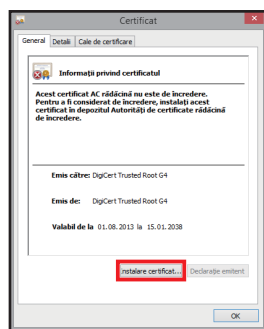 Certificat
General Detalii Cale de certificare
Informații privind certificatul
Acest certificat AC rădăcină nu este de încredere.
Pentru a fi considerat de încredere, instalați acest
certificat în depozitul Autorități de certificate rădăcină
de încredere.
Emis către: DigiCert Trusted Root G4
Emis de: DigiCert Trusted Root G4
Valabil de la 01.08.2013 la 15.01.2038
Instalare certificat... Declarație emitent
OK